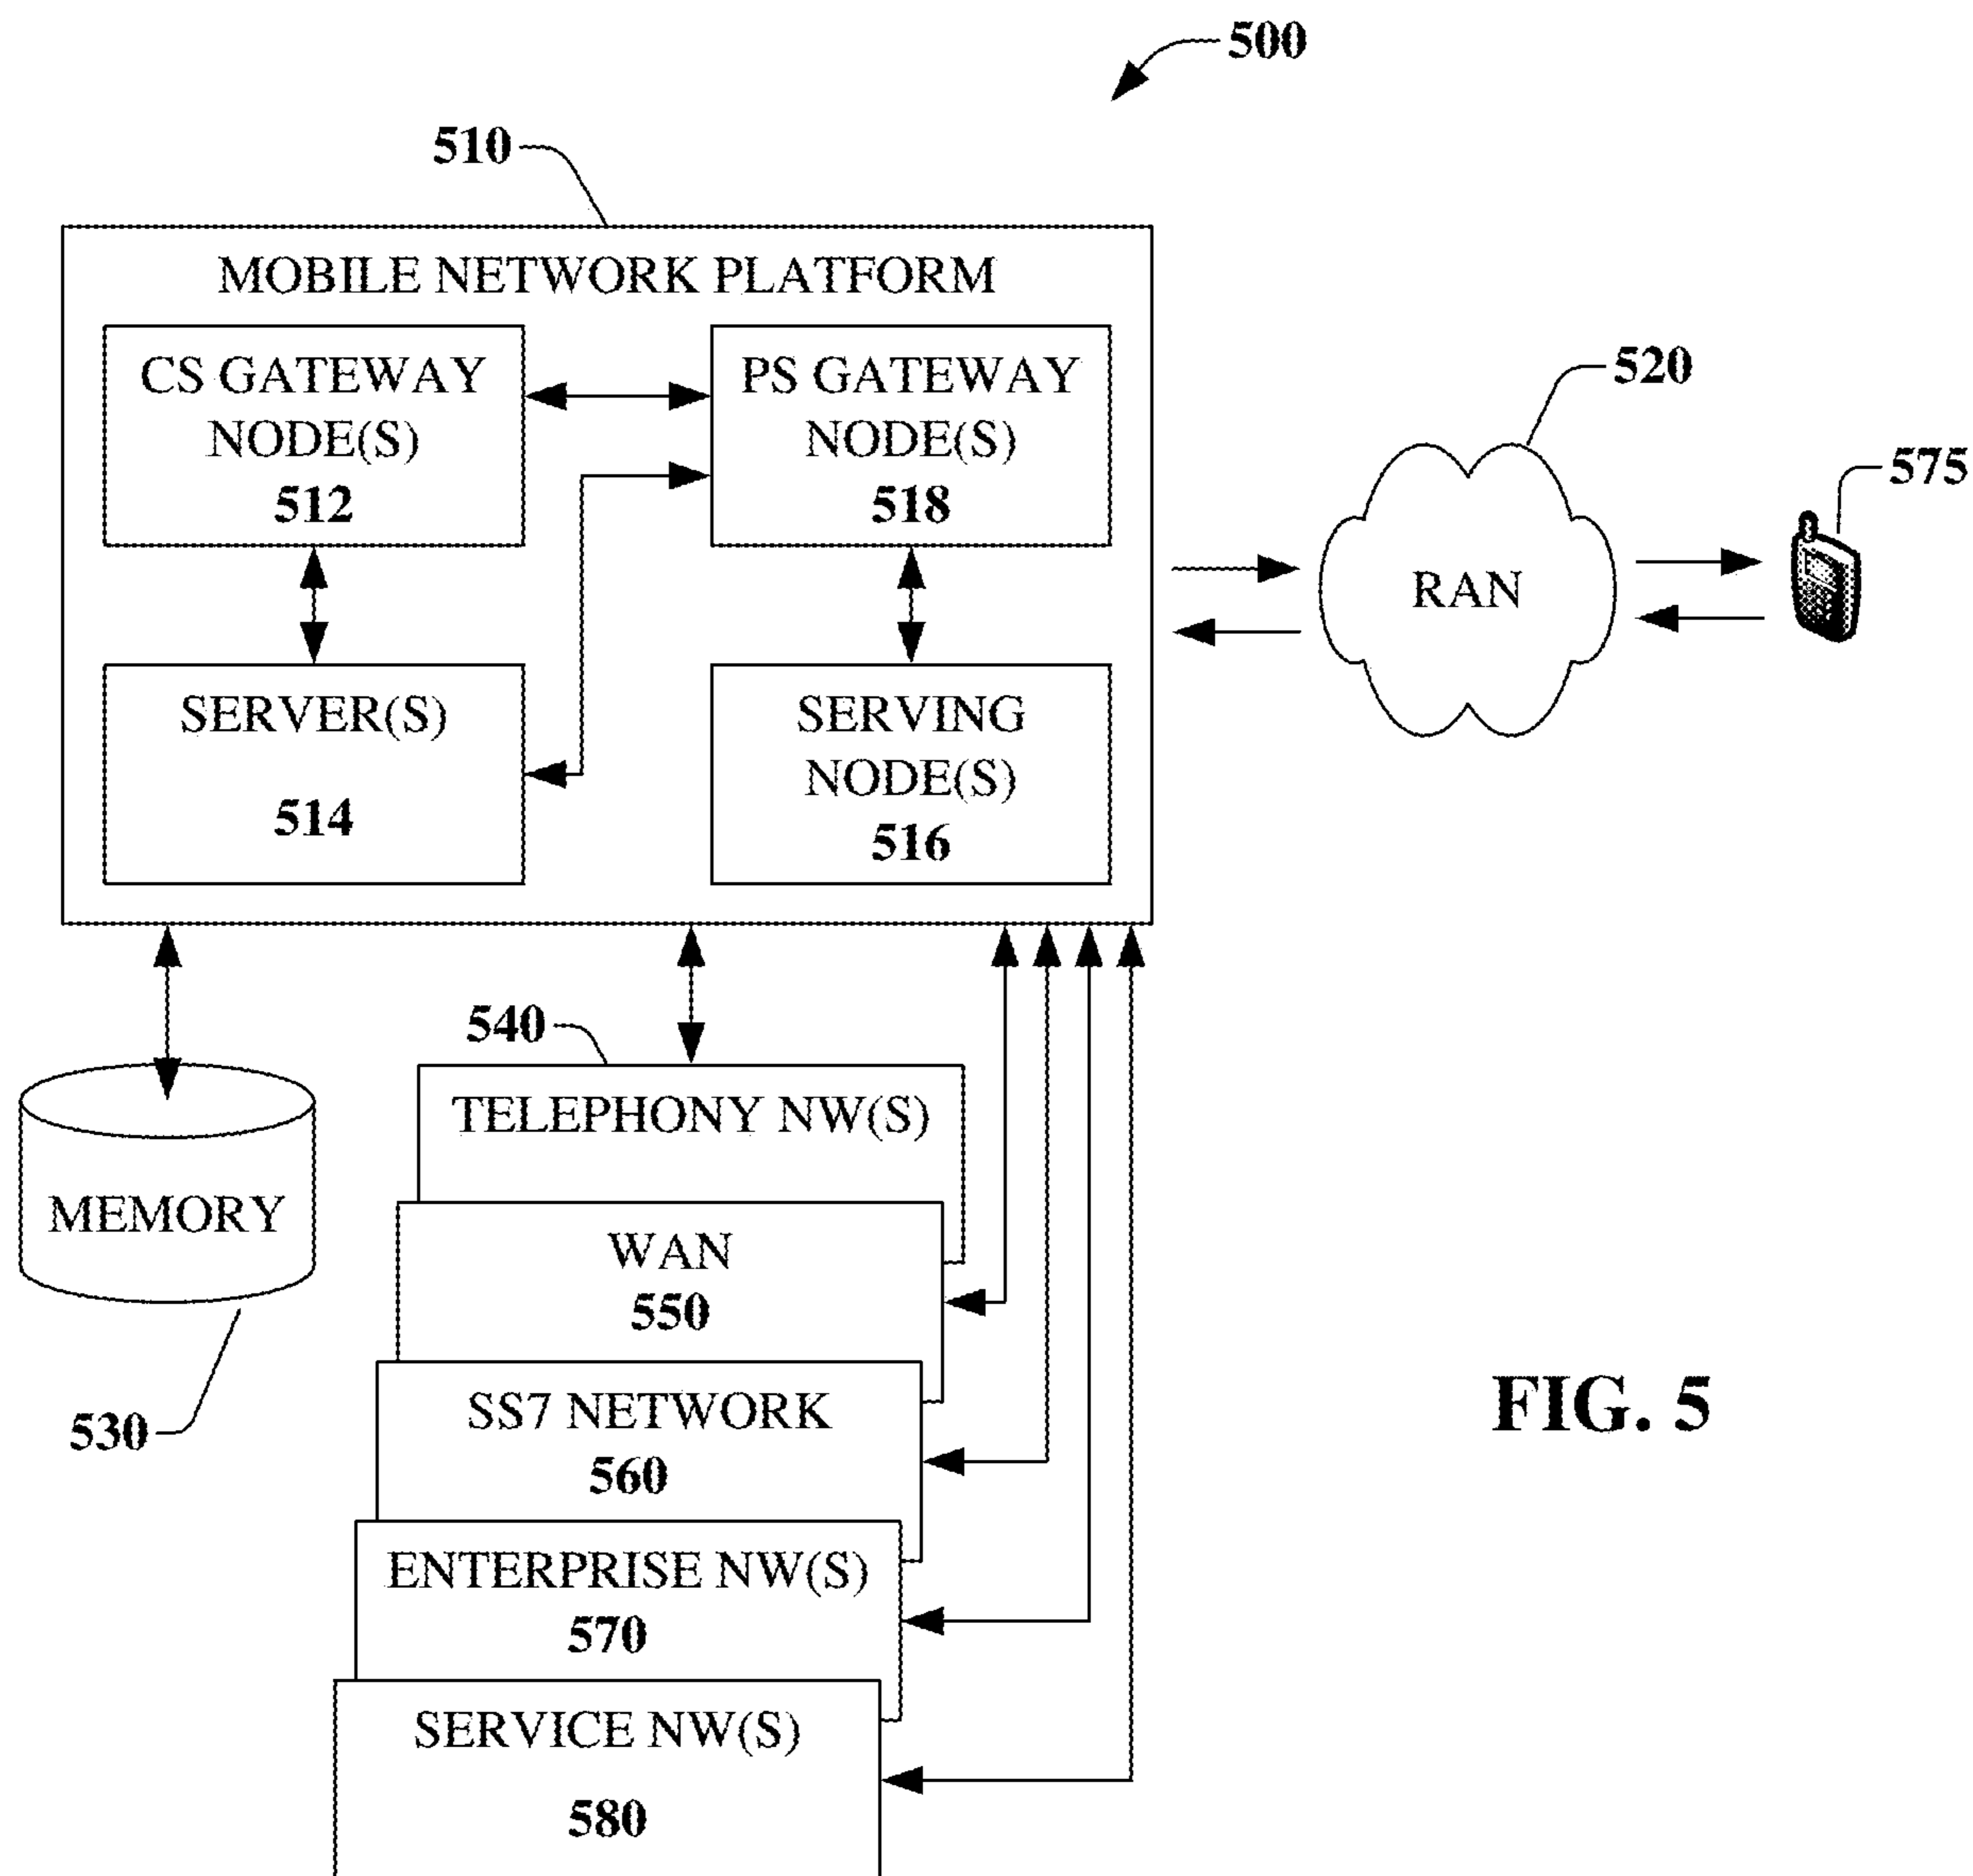 500
510
MOBILE NETWORK PLATFORM
CS GATEWAY
NODE(S)
512
PS GATEWAY
NODE(S)
518
SERVER(S)
514
SERVING
NODE(S)
516
520
RAN
575
540
TELEPHONY NW(S)
MEMORY
530
WAN
550
SS7 NETWORK
560
ENTERPRISE NW(S)
570
SERVICE NW(S)
580
FIG. 5